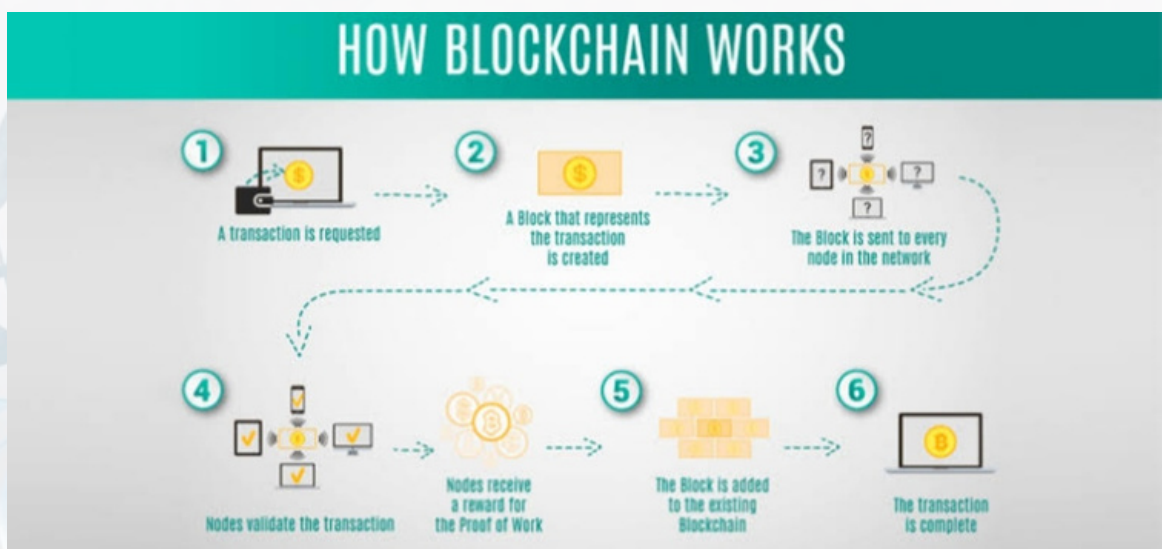 HOW BLOCKCHAIN WORKS
1
$
A transaction is requested
2
$
A Block that represents
the transaction
is created
3
?
?
?
?
The Block is sent to every
node in the network
4
Nodes validate the transaction
Nodes receive
a reward for
the Proof of Work
5
The Block is added
to the existing
Blockchain
6
The transaction
is complete